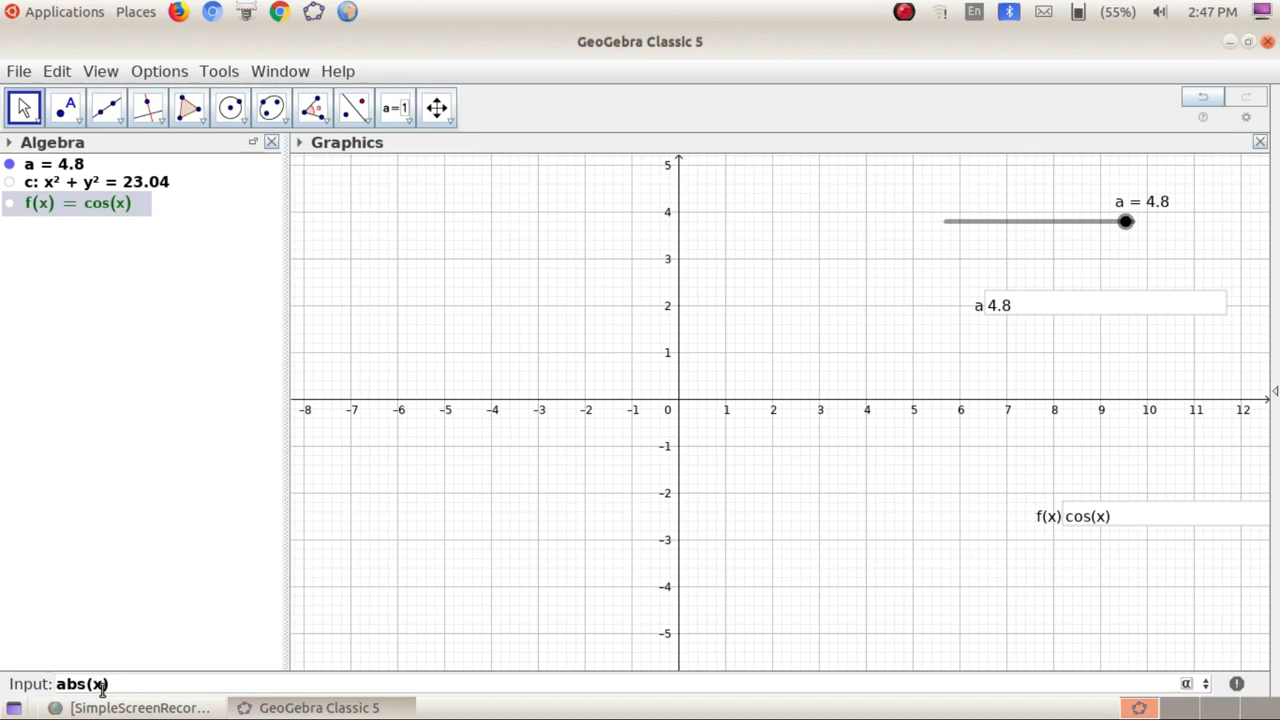 Applications Places En (55%) 2:47 PM
GeoGebra Classic 5
File Edit View Options Tools Window Help
A α a=1
Algebra Graphics
a = 4.8
c: x² + y² = 23.04
f(x) = cos(x)
5
a = 4.8
4
3
a 4.8
2
1
–8 –7 –6 –5 –4 –3 –2 –1 0 1 2 3 4 5 6 7 8 9 10 11 12
–1
–2
f(x) cos(x)
–3
–4
–5
Input: abs(x) α
[SimpleScreenRecor... GeoGebra Classic 5